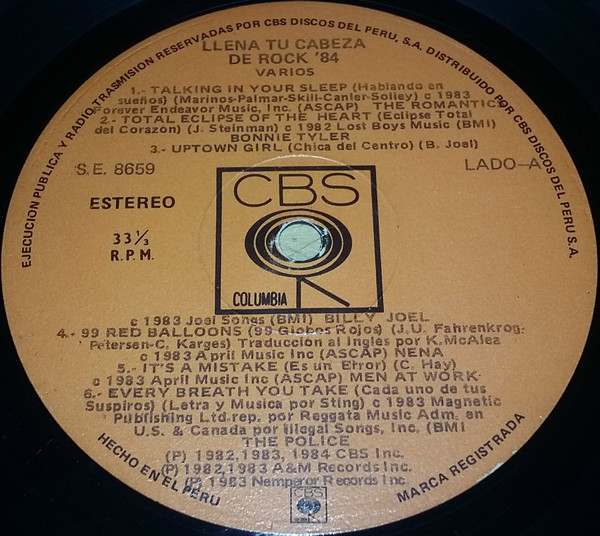 EJECUCION PUBLICA Y RADIO-TRASMISION RESERVADAS POR CBS DISCOS DEL PERU, S.A. DISTRIBUIDO POR CBS DISCOS DEL PERU S.A.
LLENA TU CABEZA
DE ROCK '84
VARIOS
1.- TALKING IN YOUR SLEEP (Hablando en
sueños) (Marinos-Palmar-Skill-Canler-Solley) c 1983
Forever Endeavor Music, Inc. (ASCAP) THE ROMANTICS
2.- TOTAL ECLIPSE OF THE HEART (Eclipse Total
del Corazón) (J. Steinman) c 1982 Lost Boys Music (BMI)
BONNIE TYLER
3.- UPTOWN GIRL (Chica del Centro) (B. Joel)
S.E. 8659
LADO-A
ESTEREO
33 1/3
R.P.M.
CBS
COLUMBIA
c 1983 Joel Songs (BMI) BILLY JOEL
4.- 99 RED BALLOONS (99 Globos Rojos) (J.U. Fahrenkrog-
Petersen-C. Karges) Traducción al Ingles por K.McAlea
c 1983 April Music Inc (ASCAP) NENA
5.- IT'S A MISTAKE (Es un Error) (C. Hay)
c 1983 April Music Inc (ASCAP) MEN AT WORK
6.- EVERY BREATH YOU TAKE (Cada uno de tus
Suspiros) (Letra y Musica por Sting) c 1983 Magnetic
Publishing Ltd.rep. por Reggata Music Adm. en
U.S. & Canada por Illegal Songs, Inc. (BMI
THE POLICE
(P) 1982,1983, 1984 CBS Inc.
(P) 1982,1983 A&M Records Inc.
(P) 1983 Nemperor Records Inc.
HECHO EN EL PERU
CBS
MARCA REGISTRADA